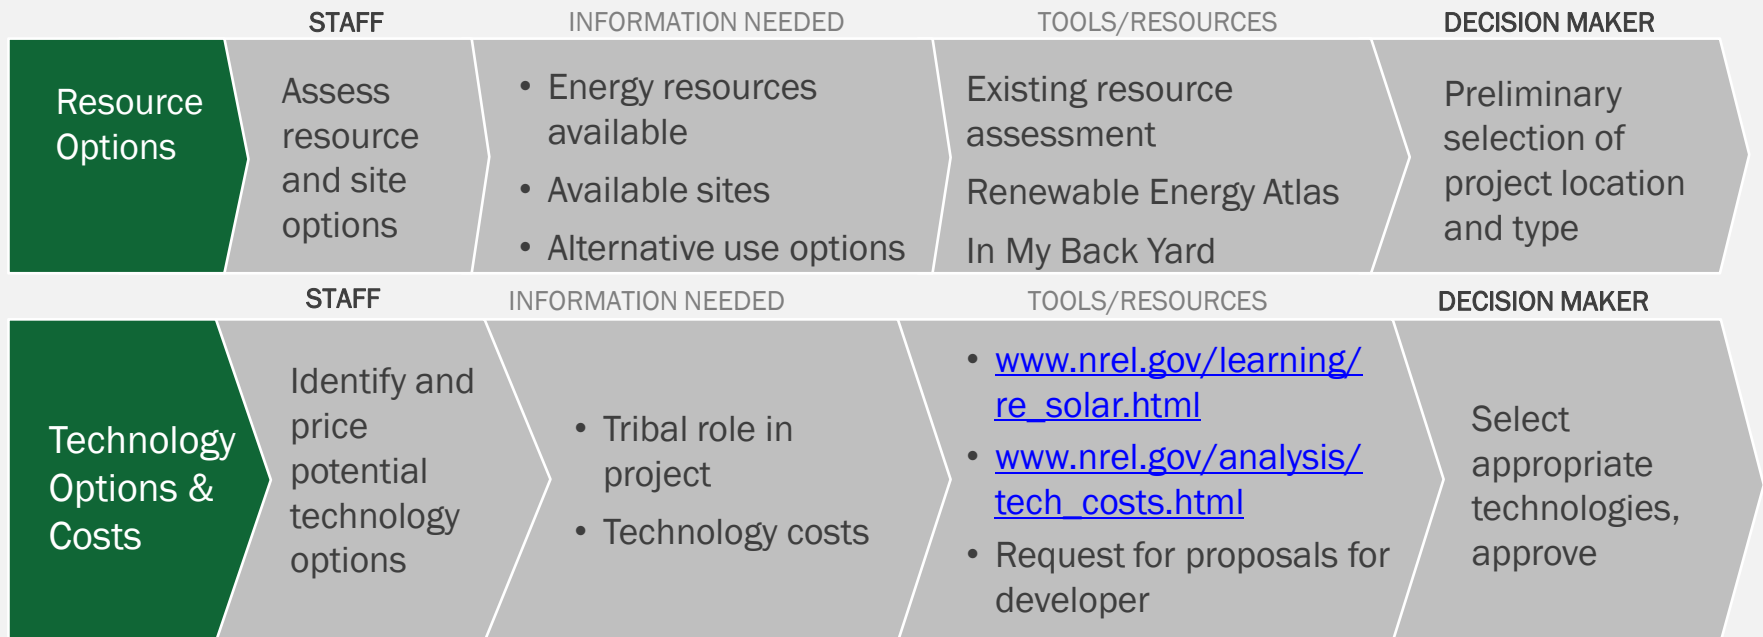 STAFF INFORMATION NEEDED TOOLS/RESOURCES DECISION MAKER
Resource
Options
Assess
resource
and site
options
• Energy resources
available
• Available sites
• Alternative use options
Existing resource
assessment
Renewable Energy Atlas
In My Back Yard
Preliminary
selection of
project location
and type
STAFF INFORMATION NEEDED TOOLS/RESOURCES DECISION MAKER
Technology
Options &
Costs
Identify and
price
potential
technology
options
• Tribal role in
project
• Technology costs
• www.nrel.gov/learning/
re_solar.html
• www.nrel.gov/analysis/
tech_costs.html
• Request for proposals for
developer
Select
appropriate
technologies,
approve